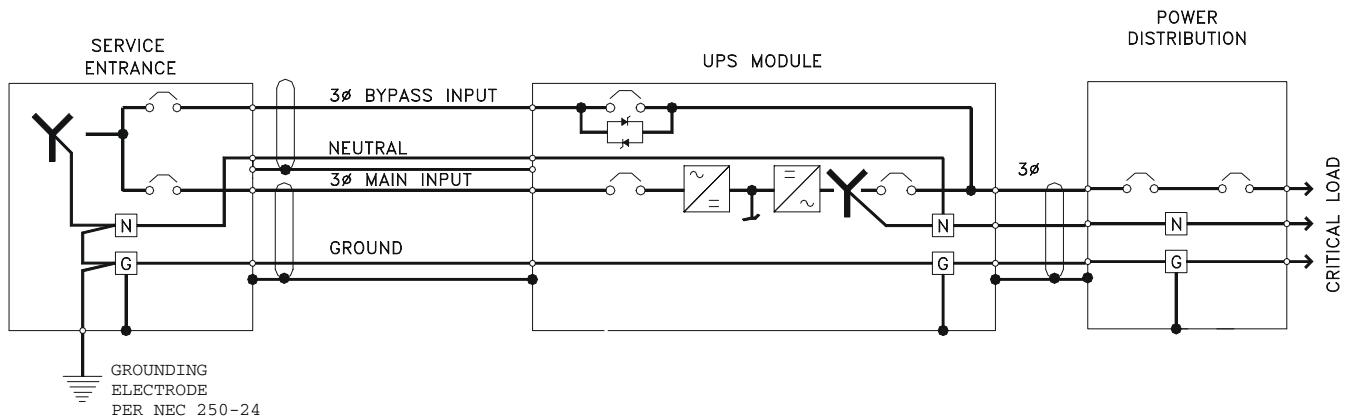 SERVICE
ENTRANCE
UPS MODULE
POWER
DISTRIBUTION
3ø BYPASS INPUT
NEUTRAL
3ø MAIN INPUT
3ø
N
N
N
GROUND
G
G
G
CRITICAL LOAD
GROUNDING
ELECTRODE
PER NEC 250-24